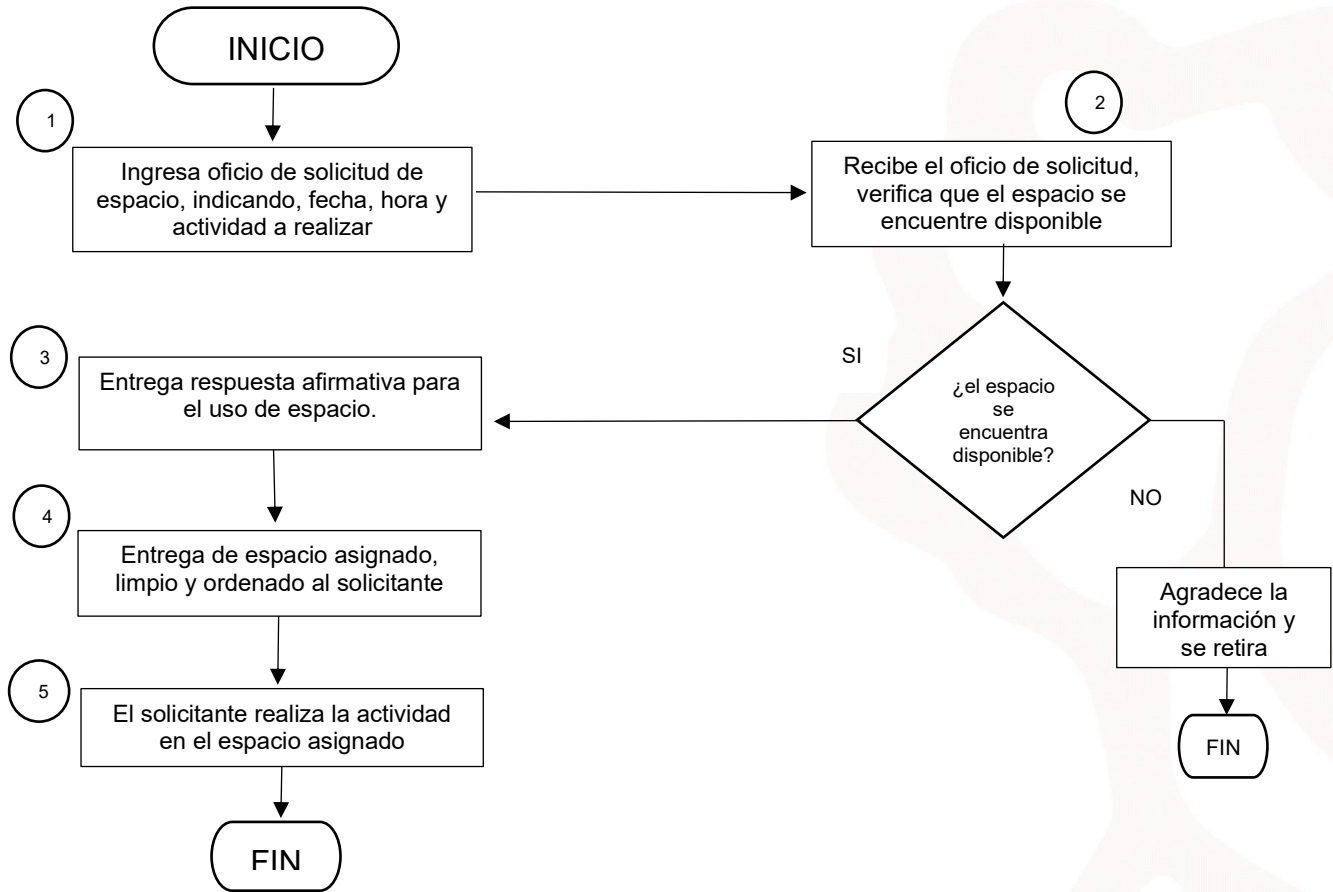 INICIO
1
Ingresa oficio de solicitud de
espacio, indicando, fecha, hora y
actividad a realizar
2
Recibe el oficio de solicitud,
verifica que el espacio se
encuentre disponible
¿el espacio
se
encuentra
disponible?
SI
NO
3
Entrega respuesta afirmativa para
el uso de espacio.
4
Entrega de espacio asignado,
limpio y ordenado al solicitante
5
El solicitante realiza la actividad
en el espacio asignado
FIN
Agradece la
información y
se retira
FIN